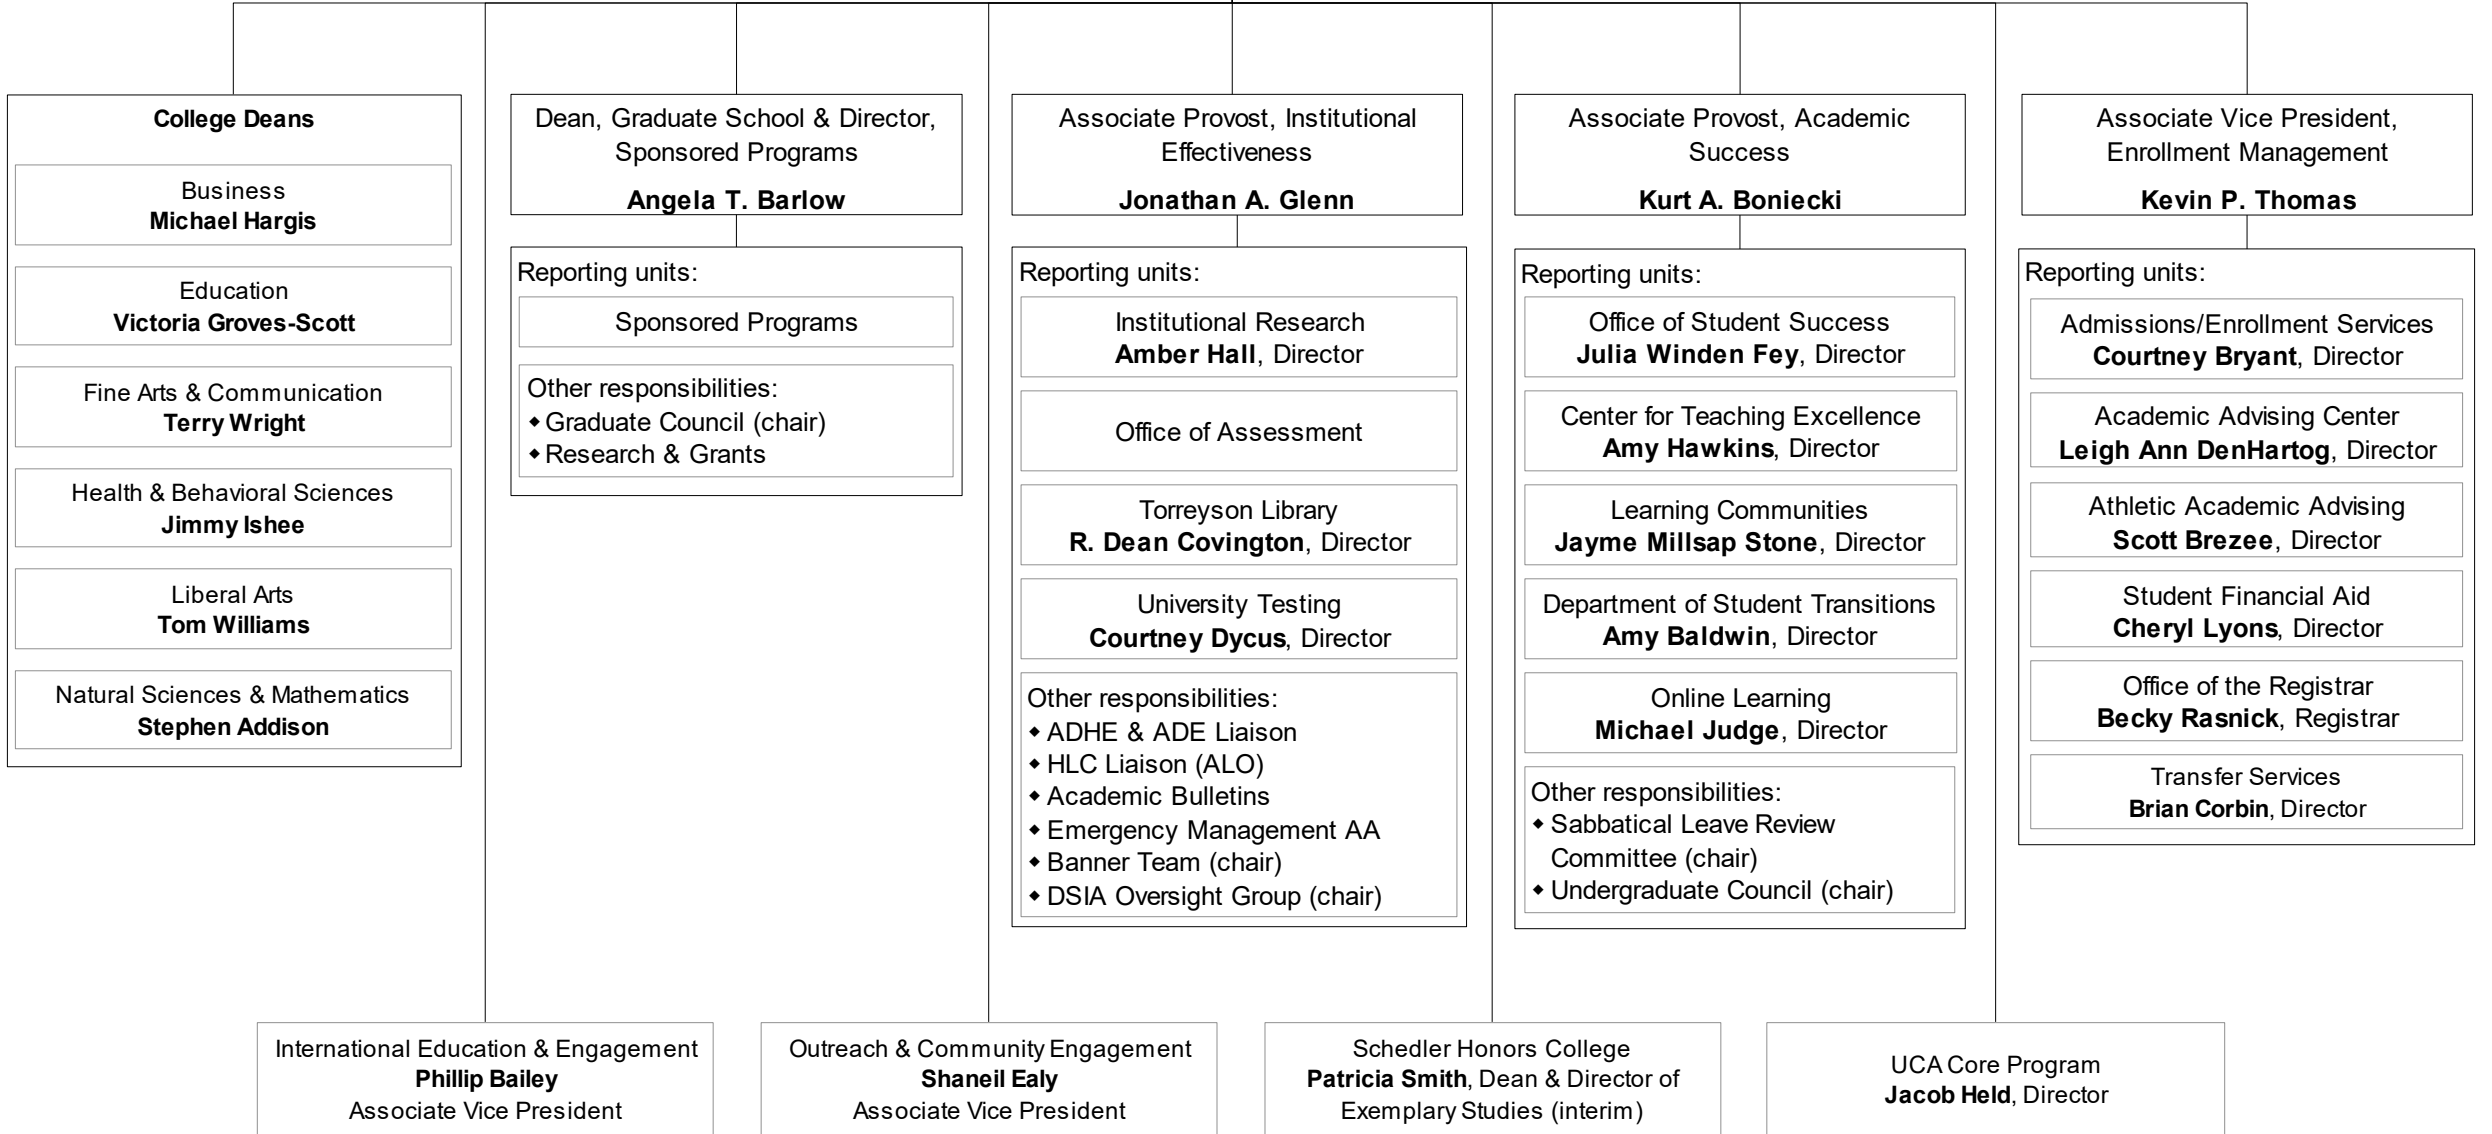 College Deans
Business
Michael Hargis
Education
Victoria Groves-Scott
Fine Arts & Communication
Terry Wright
Health & Behavioral Sciences
Jimmy Ishee
Liberal Arts
Tom Williams
Natural Sciences & Mathematics
Stephen Addison
Dean, Graduate School & Director,
Sponsored Programs
Angela T. Barlow
Reporting units:
Sponsored Programs
Other responsibilities:
◆ Graduate Council (chair)
◆ Research & Grants
Associate Provost, Institutional
Effectiveness
Jonathan A. Glenn
Reporting units:
Institutional Research
Amber Hall, Director
Office of Assessment
Torreyson Library
R. Dean Covington, Director
University Testing
Courtney Dycus, Director
Other responsibilities:
◆ ADHE & ADE Liaison
◆ HLC Liaison (ALO)
◆ Academic Bulletins
◆ Emergency Management AA
◆ Banner Team (chair)
◆ DSIA Oversight Group (chair)
Associate Provost, Academic
Success
Kurt A. Boniecki
Reporting units:
Office of Student Success
Julia Winden Fey, Director
Center for Teaching Excellence
Amy Hawkins, Director
Learning Communities
Jayme Millsap Stone, Director
Department of Student Transitions
Amy Baldwin, Director
Online Learning
Michael Judge, Director
Other responsibilities:
◆ Sabbatical Leave Review
Committee (chair)
◆ Undergraduate Council (chair)
Associate Vice President,
Enrollment Management
Kevin P. Thomas
Reporting units:
Admissions/Enrollment Services
Courtney Bryant, Director
Academic Advising Center
Leigh Ann DenHartog, Director
Athletic Academic Advising
Scott Brezee, Director
Student Financial Aid
Cheryl Lyons, Director
Office of the Registrar
Becky Rasnick, Registrar
Transfer Services
Brian Corbin, Director
International Education & Engagement
Phillip Bailey
Associate Vice President
Outreach & Community Engagement
Shaneil Ealy
Associate Vice President
Schedler Honors College
Patricia Smith, Dean & Director of
Exemplary Studies (interim)
UCA Core Program
Jacob Held, Director